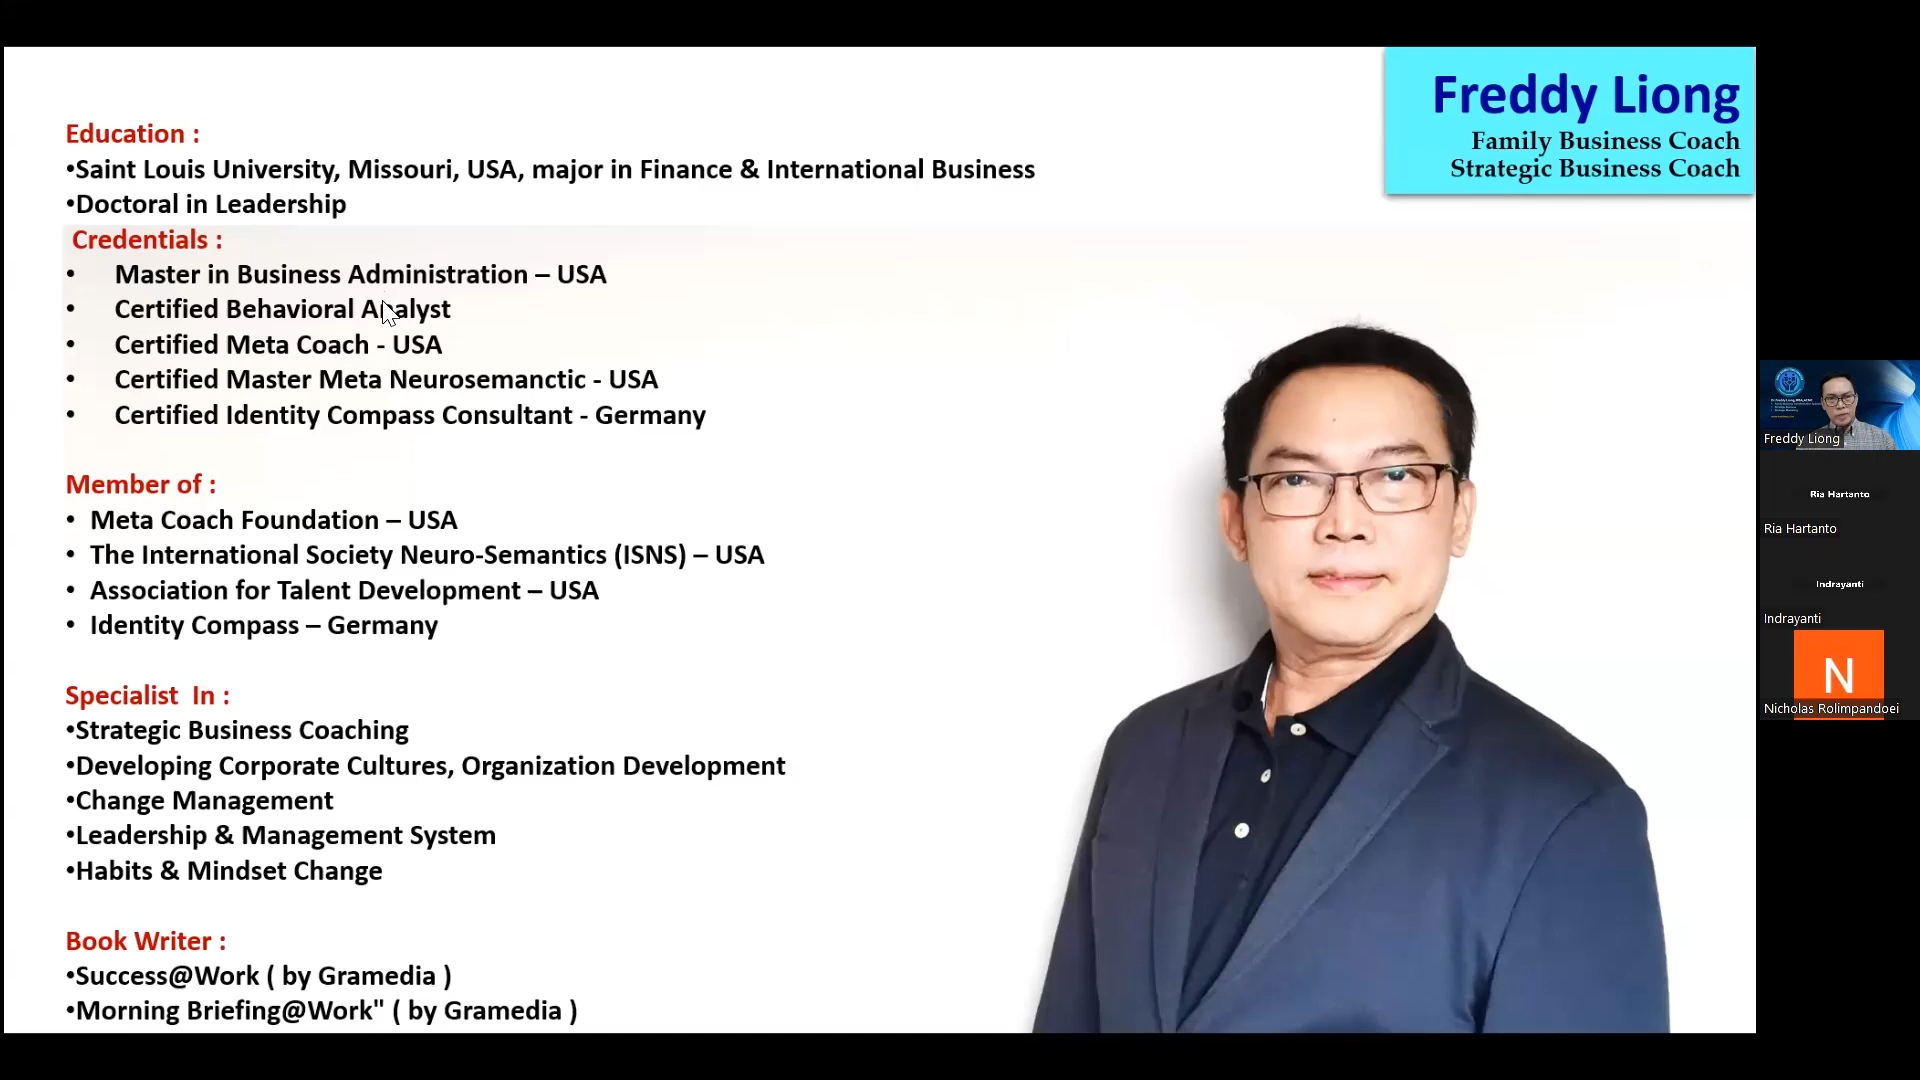 Freddy Liong
Family Business Coach
Strategic Business Coach
Education :
•Saint Louis University, Missouri, USA, major in Finance & International Business
•Doctoral in Leadership
Credentials :
• Master in Business Administration – USA
• Certified Behavioral Analyst
• Certified Meta Coach - USA
• Certified Master Meta Neurosemanctic - USA
• Certified Identity Compass Consultant - Germany
Member of :
• Meta Coach Foundation – USA
• The International Society Neuro-Semantics (ISNS) – USA
• Association for Talent Development – USA
• Identity Compass – Germany
Specialist In :
•Strategic Business Coaching
•Developing Corporate Cultures, Organization Development
•Change Management
•Leadership & Management System
•Habits & Mindset Change
Book Writer :
•Success@Work ( by Gramedia )
•Morning Briefing@Work" ( by Gramedia )
Freddy Liong
Ria Hartanto
Ria Hartanto
Indrayanti
Indrayanti
N
Nicholas Rolimpandoei